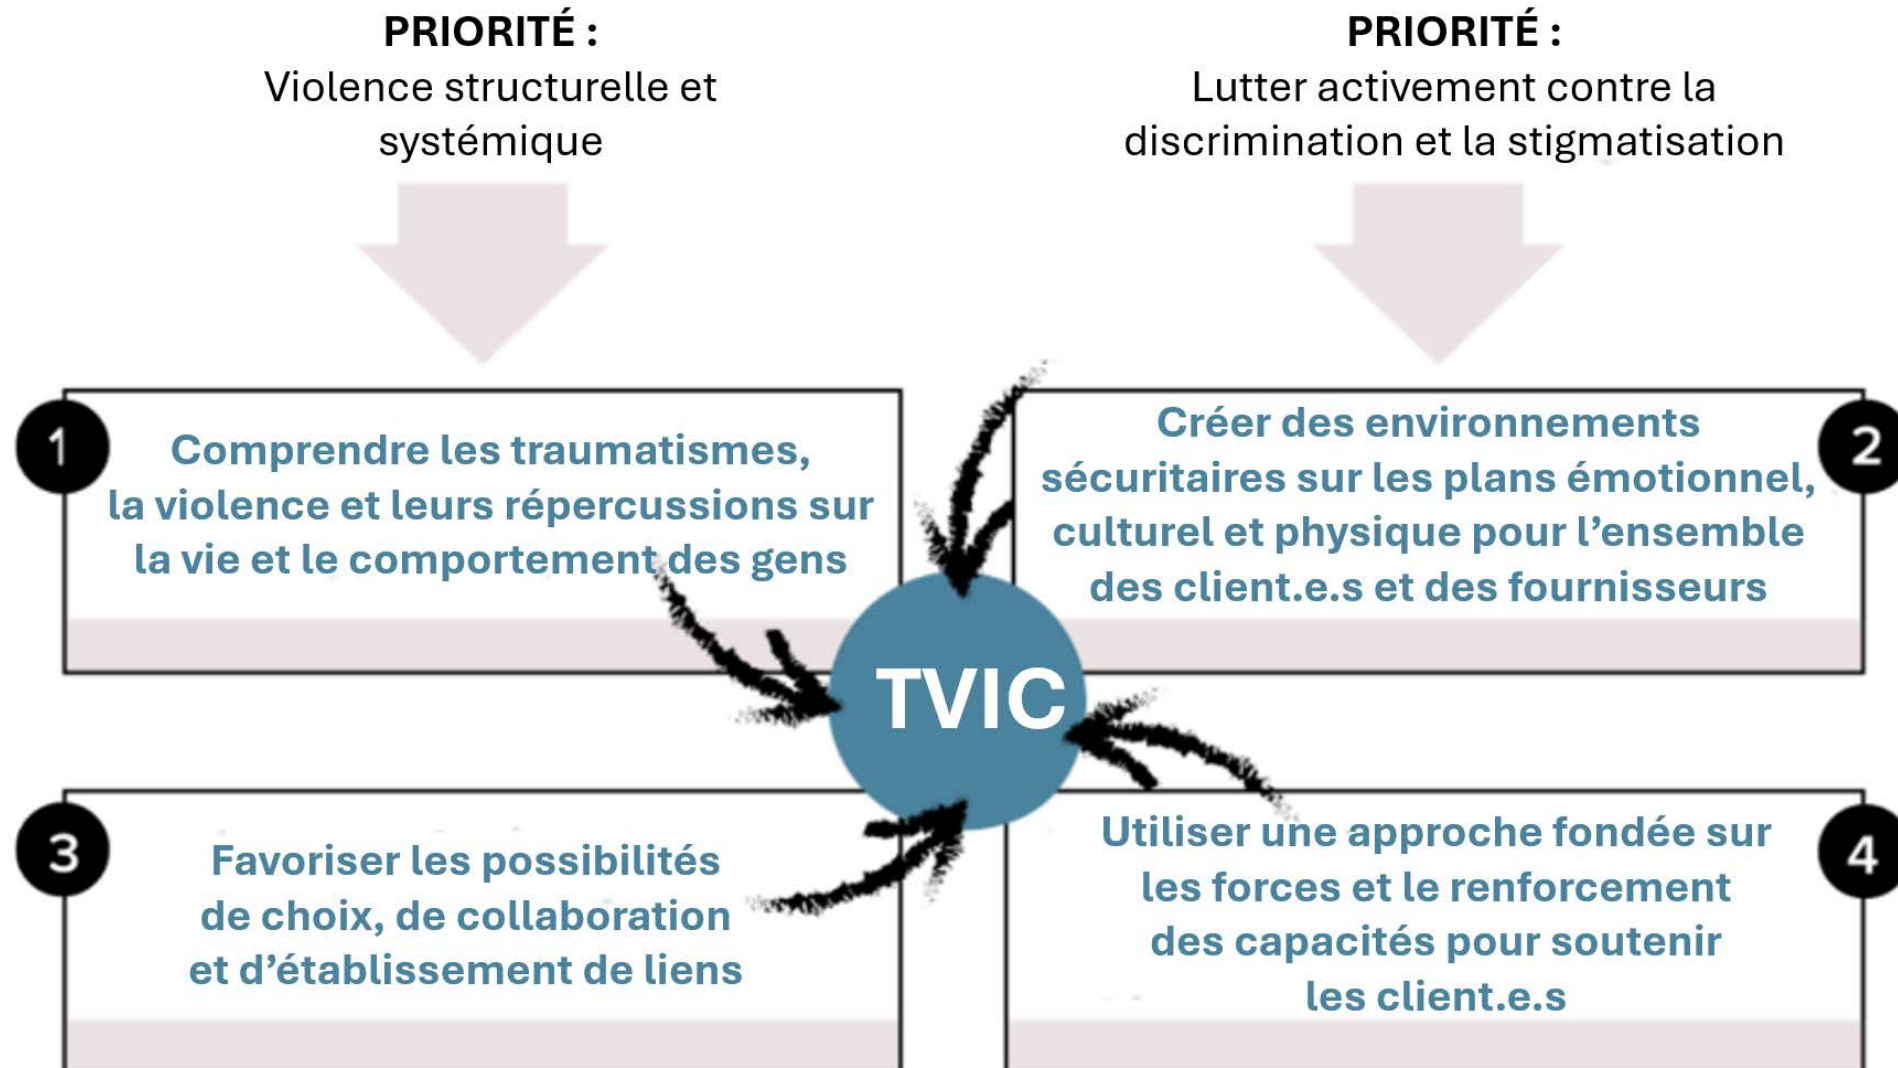 PRIORITÉ :
Violence structurelle et
systémique
PRIORITÉ :
Lutter activement contre la
discrimination et la stigmatisation
1
Comprendre les traumatismes,
la violence et leurs répercussions sur
la vie et le comportement des gens
2
Créer des environnements
sécuritaires sur les plans émotionnel,
culturel et physique pour l’ensemble
des client.e.s et des fournisseurs
TVIC
3
Favoriser les possibilités
de choix, de collaboration
et d’établissement de liens
4
Utiliser une approche fondée sur
les forces et le renforcement
des capacités pour soutenir
les client.e.s